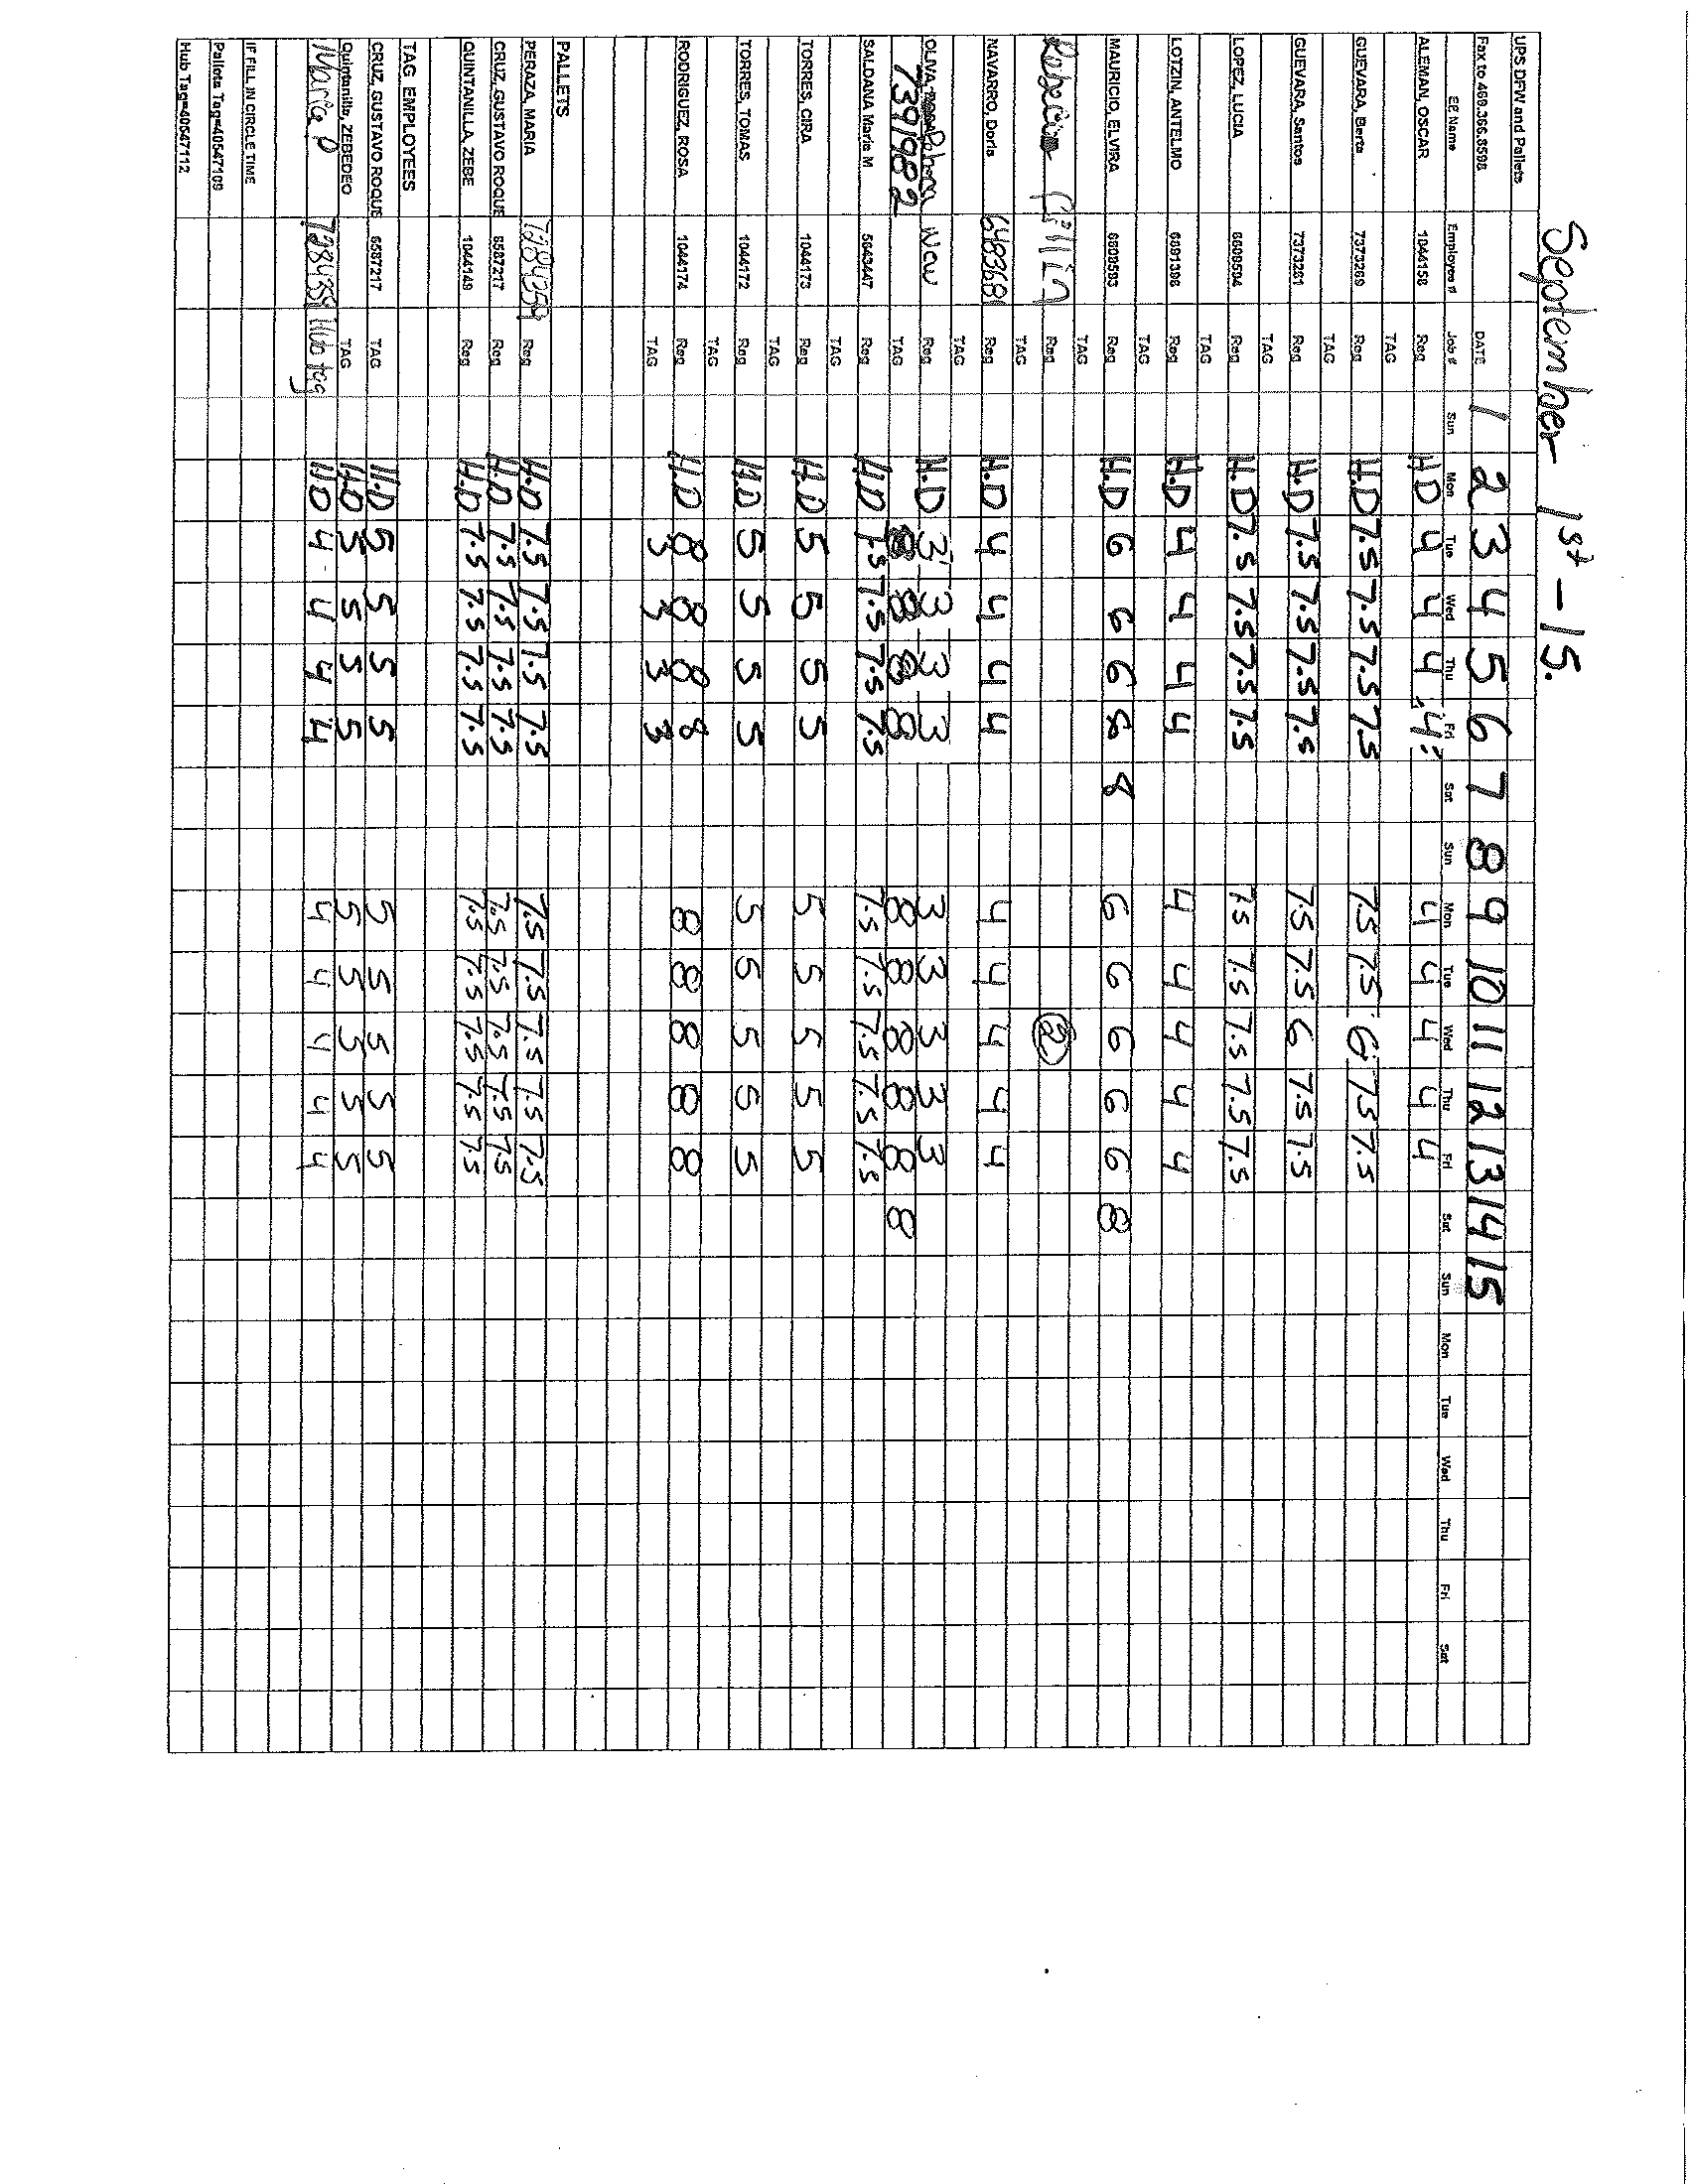 September 1st - 15.
UPS DFW and Pallets
Fax to 469.366.8598 DATE 1 2 3 4 5 6 7 8 9 10 11 12 13 14 15
EE Name Employee # Job # Sun Mon Tue Wed Thu Fri Sat Sun Mon Tue Wed Thu Fri Sat Sun Mon Tue Wed Thu Fri Sat
ALEMAN, OSCAR 1044158 Reg H.D 4 4 4 4 4 4 4 4 4
TAG
GUEVARA, Berta 7373269 Reg H.D 7.5 7.5 7.5 7.5 7.5 7.5 6 7.5 7.5
TAG
GUEVARA, Santos 7373281 Reg H.D 7.5 7.5 7.5 7.5 7.5 7.5 6 7.5 7.5
TAG
LOPEZ, LUCIA 6609594 Reg H.D 7.5 7.5 7.5 7.5 7.5 7.5 7.5 7.5 7.5
TAG
LOTZIN, ANTELMO 6691398 Reg H.D 4 4 4 4 4 4 4 4 4
TAG
MAURICIO, ELVIRA 6609593 Reg H.D 6 6 6 8 8 6 6 6 6 6 8
TAG
Reg 2
TAG
NAVARRO, Doris 6483681 Reg H.D 4 4 4 4 4 4 4 4 4
TAG
OLIVA, New Reg H.D 3 3 3 3 3 3 3 3 3
7391982 TAG 8 8 8 8 8 8 8 8 8 8
SALDANA Maria M 5643447 Reg H.D 7.5 7.5 7.5 7.5 7.5 7.5 7.5 7.5 7.5
TAG
TORRES, CIRA 1044173 Reg H.D 5 5 5 5 5 5 5 5 5
TAG
TORRES, TOMAS 1044172 Reg H.D 5 5 5 5 5 5 5 5 5
TAG
RODRIGUEZ, ROSA 1044174 Reg H.D 8 8 8 8 8 8 8 8 8
TAG 3 3 3 3
PALLETS
PERAZA, MARIA 7284359 Reg H.D 7.5 7.5 7.5 7.5 7.5 7.5 7.5 7.5 7.5
CRUZ, GUSTAVO ROQUE 6587217 Reg H.D 7.5 7.5 7.5 7.5 7.5 7.5 7.5 7.5 7.5
QUINTANILLA, ZEBE 1044149 Reg H.D 7.5 7.5 7.5 7.5 7.5 7.5 7.5 7.5 7.5
TAG EMPLOYEES
CRUZ, GUSTAVO ROQUE 6587217 TAG H.D 5 5 5 5 5 5 5 5 5
Quintanilla, ZEBEDEO TAG H.D 5 5 5 5 5 5 5 5 5
Maria P 7284359 Hub tag H.D 4 4 4 4 4 4 4 4 4
IF FILL IN CIRCLE TIME
Pallets Tag=40547109
Hub Tag=40547112